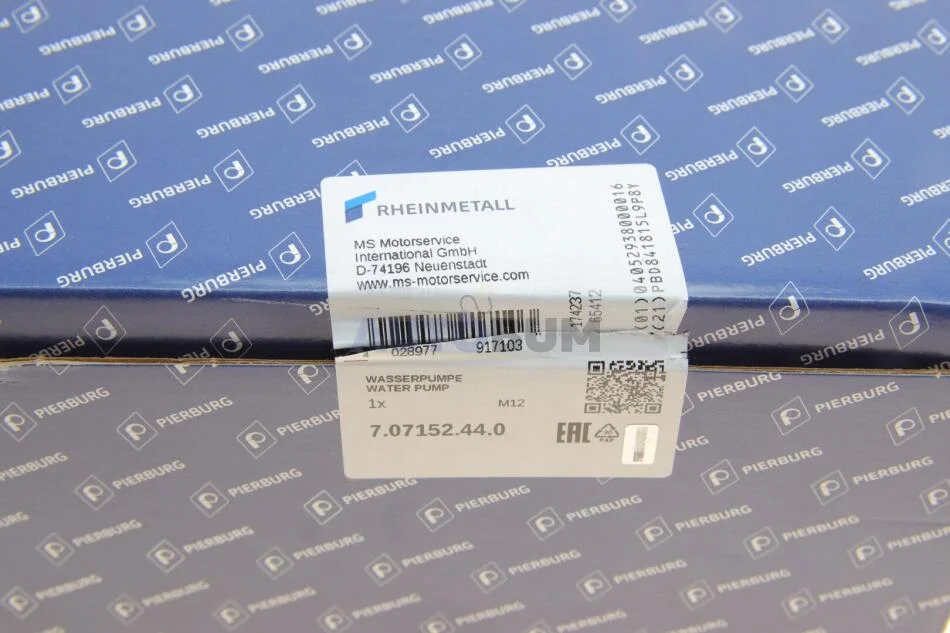 PIERBURG
RHEINMETALL
MS Motorservice
International GmbH
D-74196 Neuenstadt
www.ms-motorservice.com
(01)04052938000016
(21)PBD841815L9P8Y
174237
65412
028977 917103
WASSERPUMPE
WATER PUMP
1x M12
7.07152.44.0
EAC
PAP